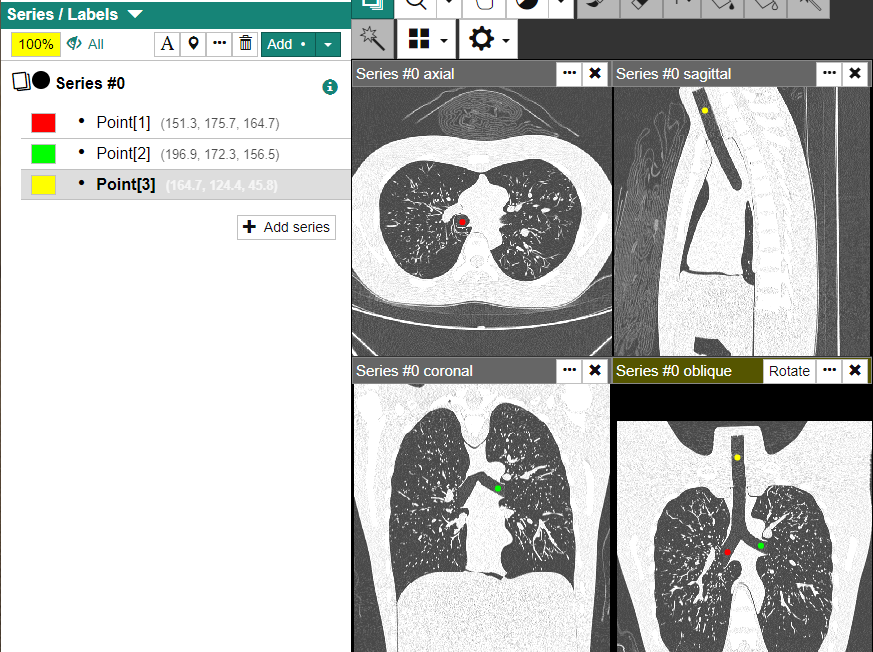 Series / Labels
100% All A ••• Add •
Series #0
• Point[1] (151.3, 175.7, 164.7)
• Point[2] (196.9, 172.3, 156.5)
• Point[3] (164.7, 124.4, 45.8)
+ Add series
Series #0 axial ••• ✖
Series #0 sagittal ••• ✖
Series #0 coronal ••• ✖
Series #0 oblique Rotate ••• ✖